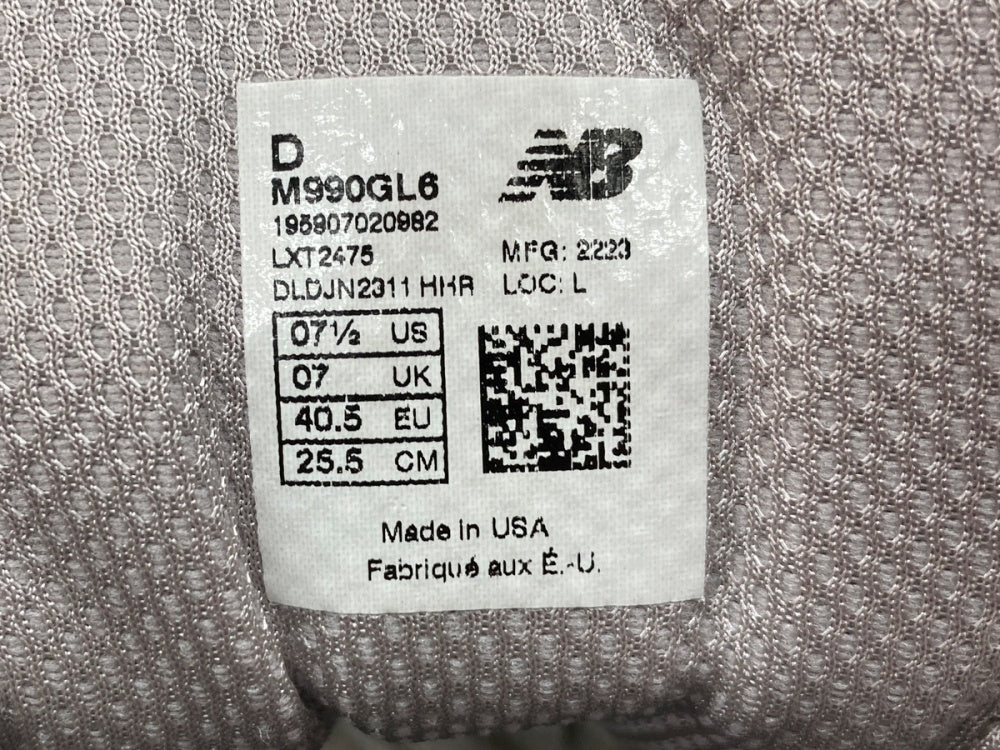 D
M990GL6
195907020982
LXT2475
DLDJN2311 HHR
NB
MFG: 2223
LOC: L
07½ US
07 UK
40.5 EU
25.5 CM
Made in USA
Fabriqué aux É.-U.